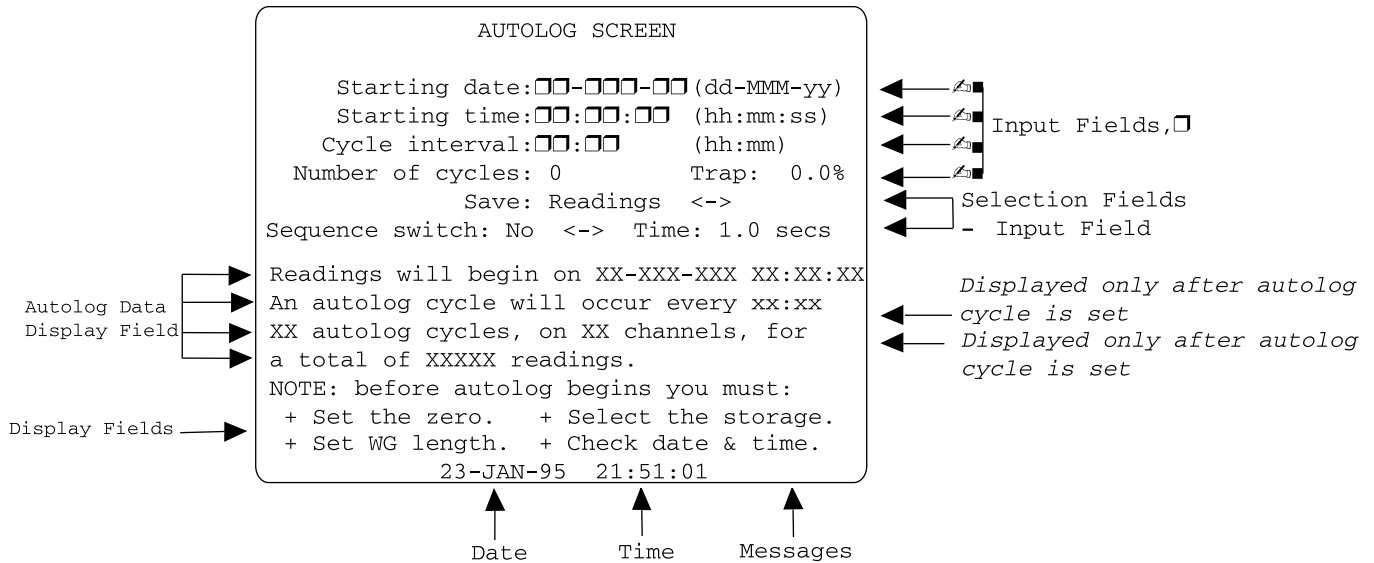 AUTOLOG SCREEN
Starting date:❒❒-❒❒❒-❒❒(dd-MMM-yy)
Starting time:❒❒:❒❒:❒❒ (hh:mm:ss)
Cycle interval:❒❒:❒❒ (hh:mm)
Number of cycles: 0 Trap: 0.0%
Save: Readings <->
Sequence switch: No <-> Time: 1.0 secs
Input Fields,❒
Selection Fields
- Input Field
Readings will begin on XX-XXX-XXX XX:XX:XX
An autolog cycle will occur every xx:xx
XX autolog cycles, on XX channels, for
a total of XXXXX readings.
Autolog Data
Display Field
Displayed only after autolog
cycle is set
Displayed only after autolog
cycle is set
NOTE: before autolog begins you must:
+ Set the zero. + Select the storage.
+ Set WG length. + Check date & time.
Display Fields
23-JAN-95 21:51:01
Date Time Messages